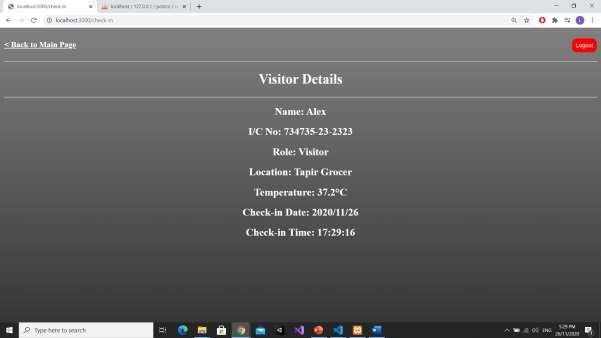 localhost:3000/check-in
localhost / 127.0.0.1 /
localhost:3000/check-in
< Back to Main Page
Logout
Visitor Details
Name: Alex
I/C No: 734735-23-2323
Role: Visitor
Location: Tapir Grocer
Temperature: 37.2°C
Check-in Date: 2020/11/26
Check-in Time: 17:29:16
Type here to search
ENG
5:29 PM
26/11/2020